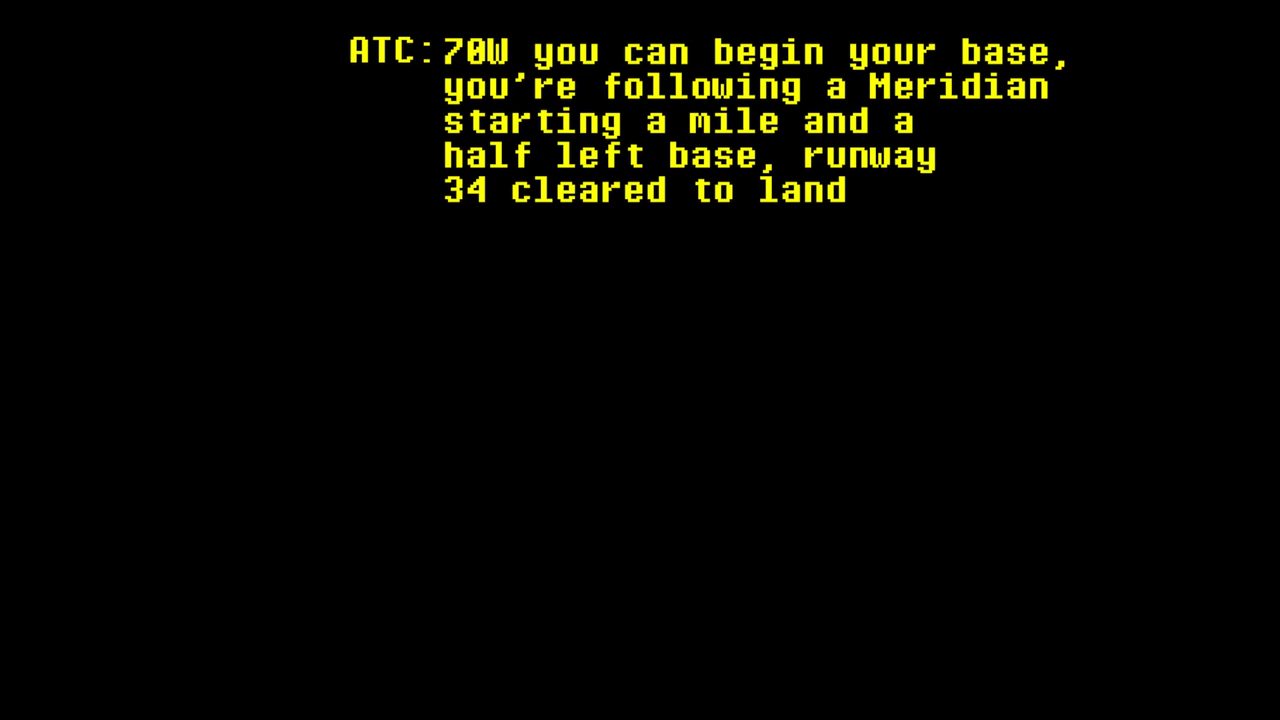 ATC: 70W you can begin your base,
you're following a Meridian
starting a mile and a
half left base, runway
34 cleared to land